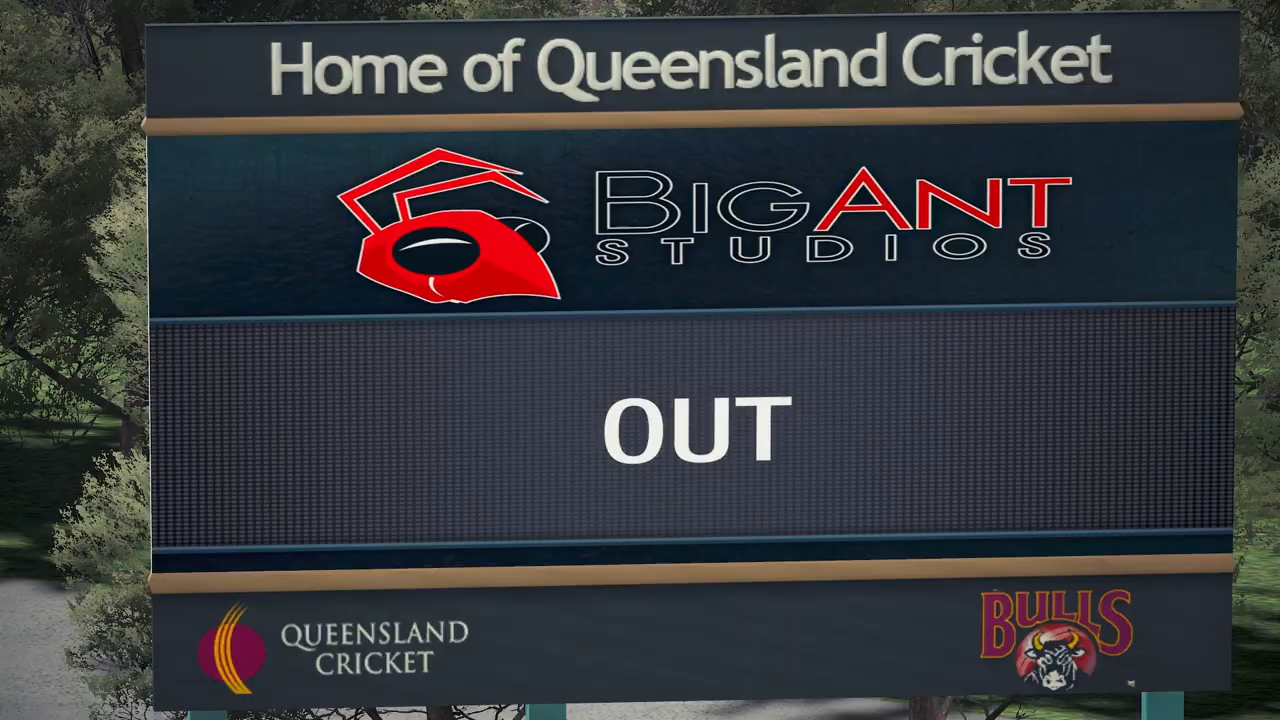 Home of Queensland Cricket
BIGANT
STUDIOS
OUT
QUEENSLAND
CRICKET
BULLS